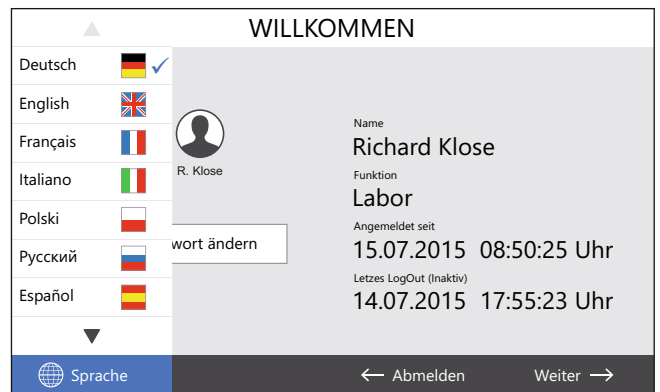 WILLKOMMEN
Deutsch
English
Français
Italiano
Polski
Русский
Español
R. Klose
wort ändern
Name
Richard Klose
Funktion
Labor
Angemeldet seit
15.07.2015 08:50:25 Uhr
Letzes LogOut (Inaktiv)
14.07.2015 17:55:23 Uhr
Sprache
← Abmelden
Weiter →